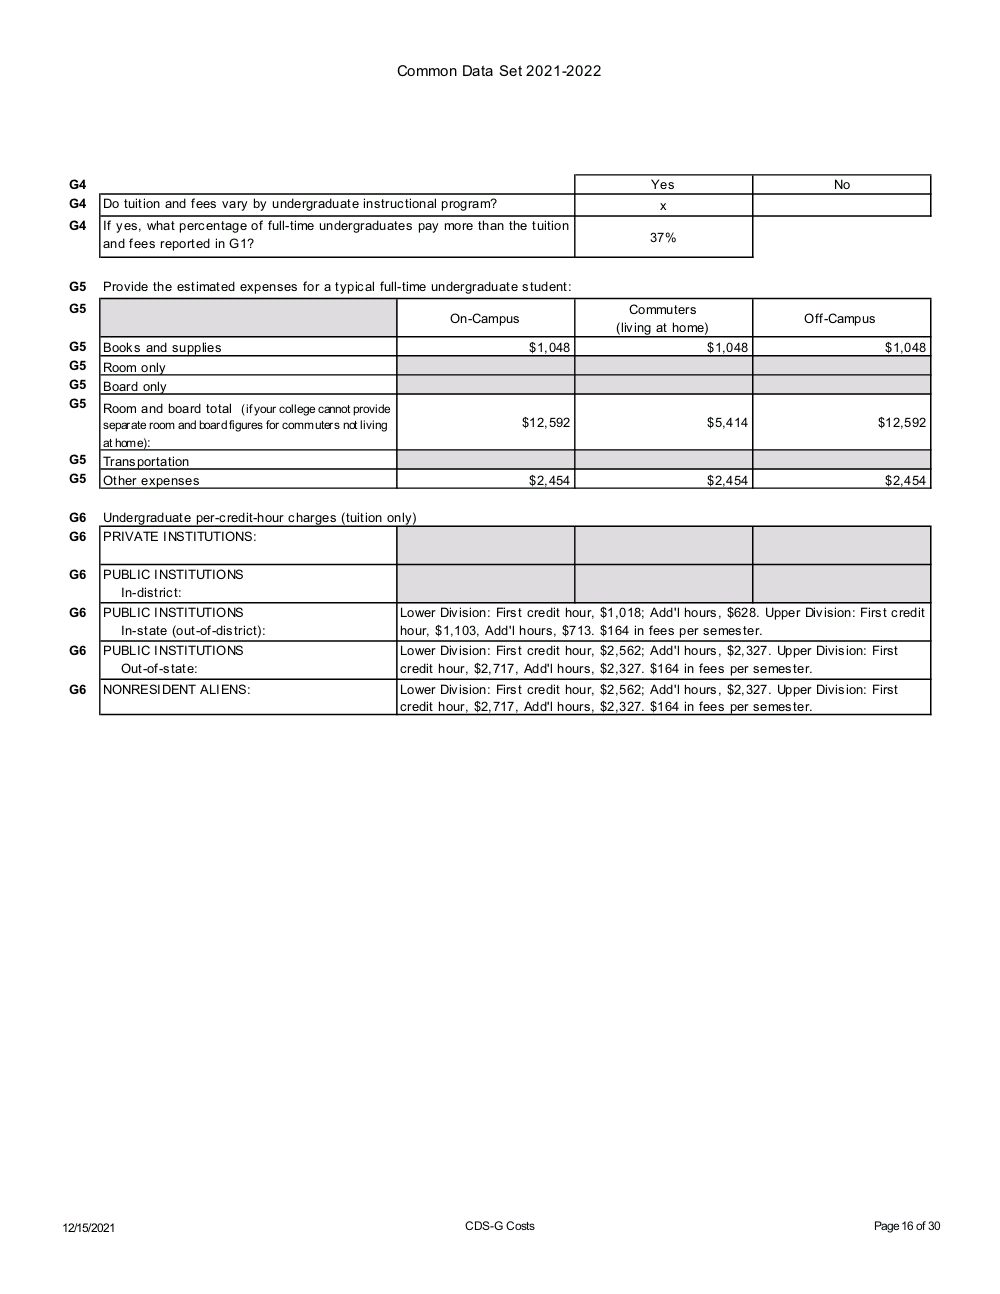 Common Data Set 2021-2022
G4 Yes No
G4 Do tuition and fees vary by undergraduate instructional program? x
G4 If yes, what percentage of full-time undergraduates pay more than the tuition
and fees reported in G1? 37%
G5 Provide the estimated expenses for a typical full-time undergraduate student:
G5 On-Campus Commuters
(living at home) Off-Campus
G5 Books and supplies $1,048 $1,048 $1,048
G5 Room only
G5 Board only
G5 Room and board total (if your college cannot provide
separate room and board figures for commuters not living
at home): $12,592 $5,414 $12,592
G5 Transportation
G5 Other expenses $2,454 $2,454 $2,454
G6 Undergraduate per-credit-hour charges (tuition only)
G6 PRIVATE INSTITUTIONS:
G6 PUBLIC INSTITUTIONS
In-district:
G6 PUBLIC INSTITUTIONS Lower Division: First credit hour, $1,018; Add'l hours, $628. Upper Division: First credit
In-state (out-of-district): hour, $1,103, Add'l hours, $713. $164 in fees per semester.
G6 PUBLIC INSTITUTIONS Lower Division: First credit hour, $2,562; Add'l hours, $2,327. Upper Division: First
Out-of-state: credit hour, $2,717, Add'l hours, $2,327. $164 in fees per semester.
G6 NONRESIDENT ALIENS: Lower Division: First credit hour, $2,562; Add'l hours, $2,327. Upper Division: First
credit hour, $2,717, Add'l hours, $2,327. $164 in fees per semester.
12/15/2021 CDS-G Costs Page 16 of 30